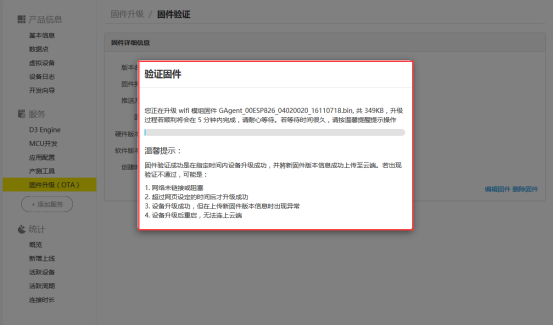 固件升级 / 固件验证
产品信息
基本信息
数据点
虚拟设备
设备日志
开发向导
服务
D3 Engine
MCU开发
应用配置
产测工具
固件升级（OTA）
+ 添加服务
统计
概览
新增上线
活跃设备
活跃周期
连接时长
固件详细信息
硬件版本
软件版本
编辑固件 删除固件
验证固件
您正在升级 wifi 模组固件 GAgent_00ESP826_04020020_16110718.bin, 共 349KB，升级
过程若顺利将会在 5 分钟内完成，请耐心等待。若等待时间很久，请按温馨提醒提示操作
温馨提示：
固件验证成功是在指定时间内设备升级成功，并将新固件版本信息成功上传至云端。若出现
验证不通过，可能是：
1. 网络未链接或阻塞
2. 超过网页设定的时间后才升级成功
3. 设备升级成功，但在上传新固件版本信息时出现异常
4. 设备升级后重启，无法连上云端